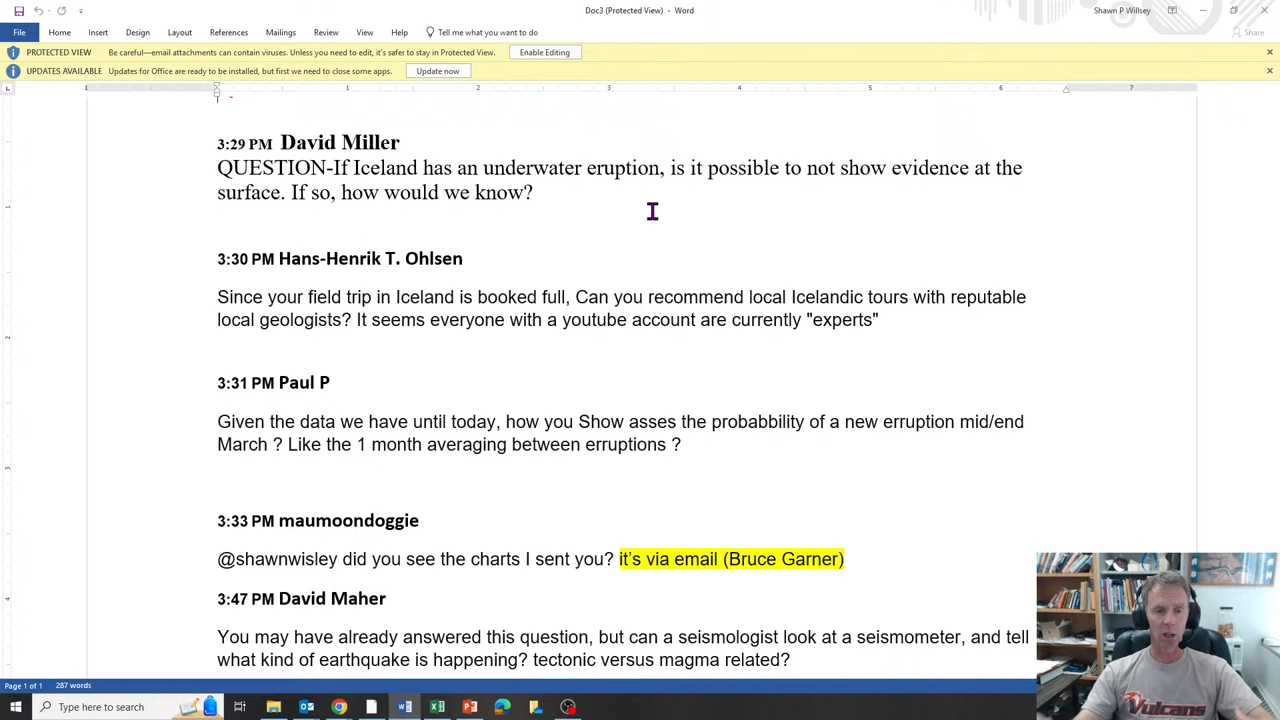 Doc3 (Protected View) - Word
Shawn P Willsey
File Home Insert Draw Design Layout References Mailings Review View Help Tell me what you want to do Share
PROTECTED VIEW Be careful—email attachments can contain viruses. Unless you need to edit, it's safer to stay in Protected View. Enable Editing
UPDATES AVAILABLE Updates for Office are ready to be installed, but first we need to close some apps. Update now
1 1 2 3 4 5 6 7
3:29 PM David Miller
QUESTION-If Iceland has an underwater eruption, is it possible to not show evidence at the
surface. If so, how would we know?
3:30 PM Hans-Henrik T. Ohlsen
Since your field trip in Iceland is booked full, Can you recommend local Icelandic tours with reputable
local geologists? It seems everyone with a youtube account are currently "experts"
3:31 PM Paul P
Given the data we have until today, how you Show asses the probabbility of a new erruption mid/end
March ? Like the 1 month averaging between erruptions ?
3:33 PM maumoondoggie
@shawnwisley did you see the charts I sent you? it's via email (Bruce Garner)
3:47 PM David Maher
You may have already answered this question, but can a seismologist look at a seismometer, and tell
what kind of earthquake is happening? tectonic versus magma related?
Vulcans
Page 1 of 1 287 words
Type here to search